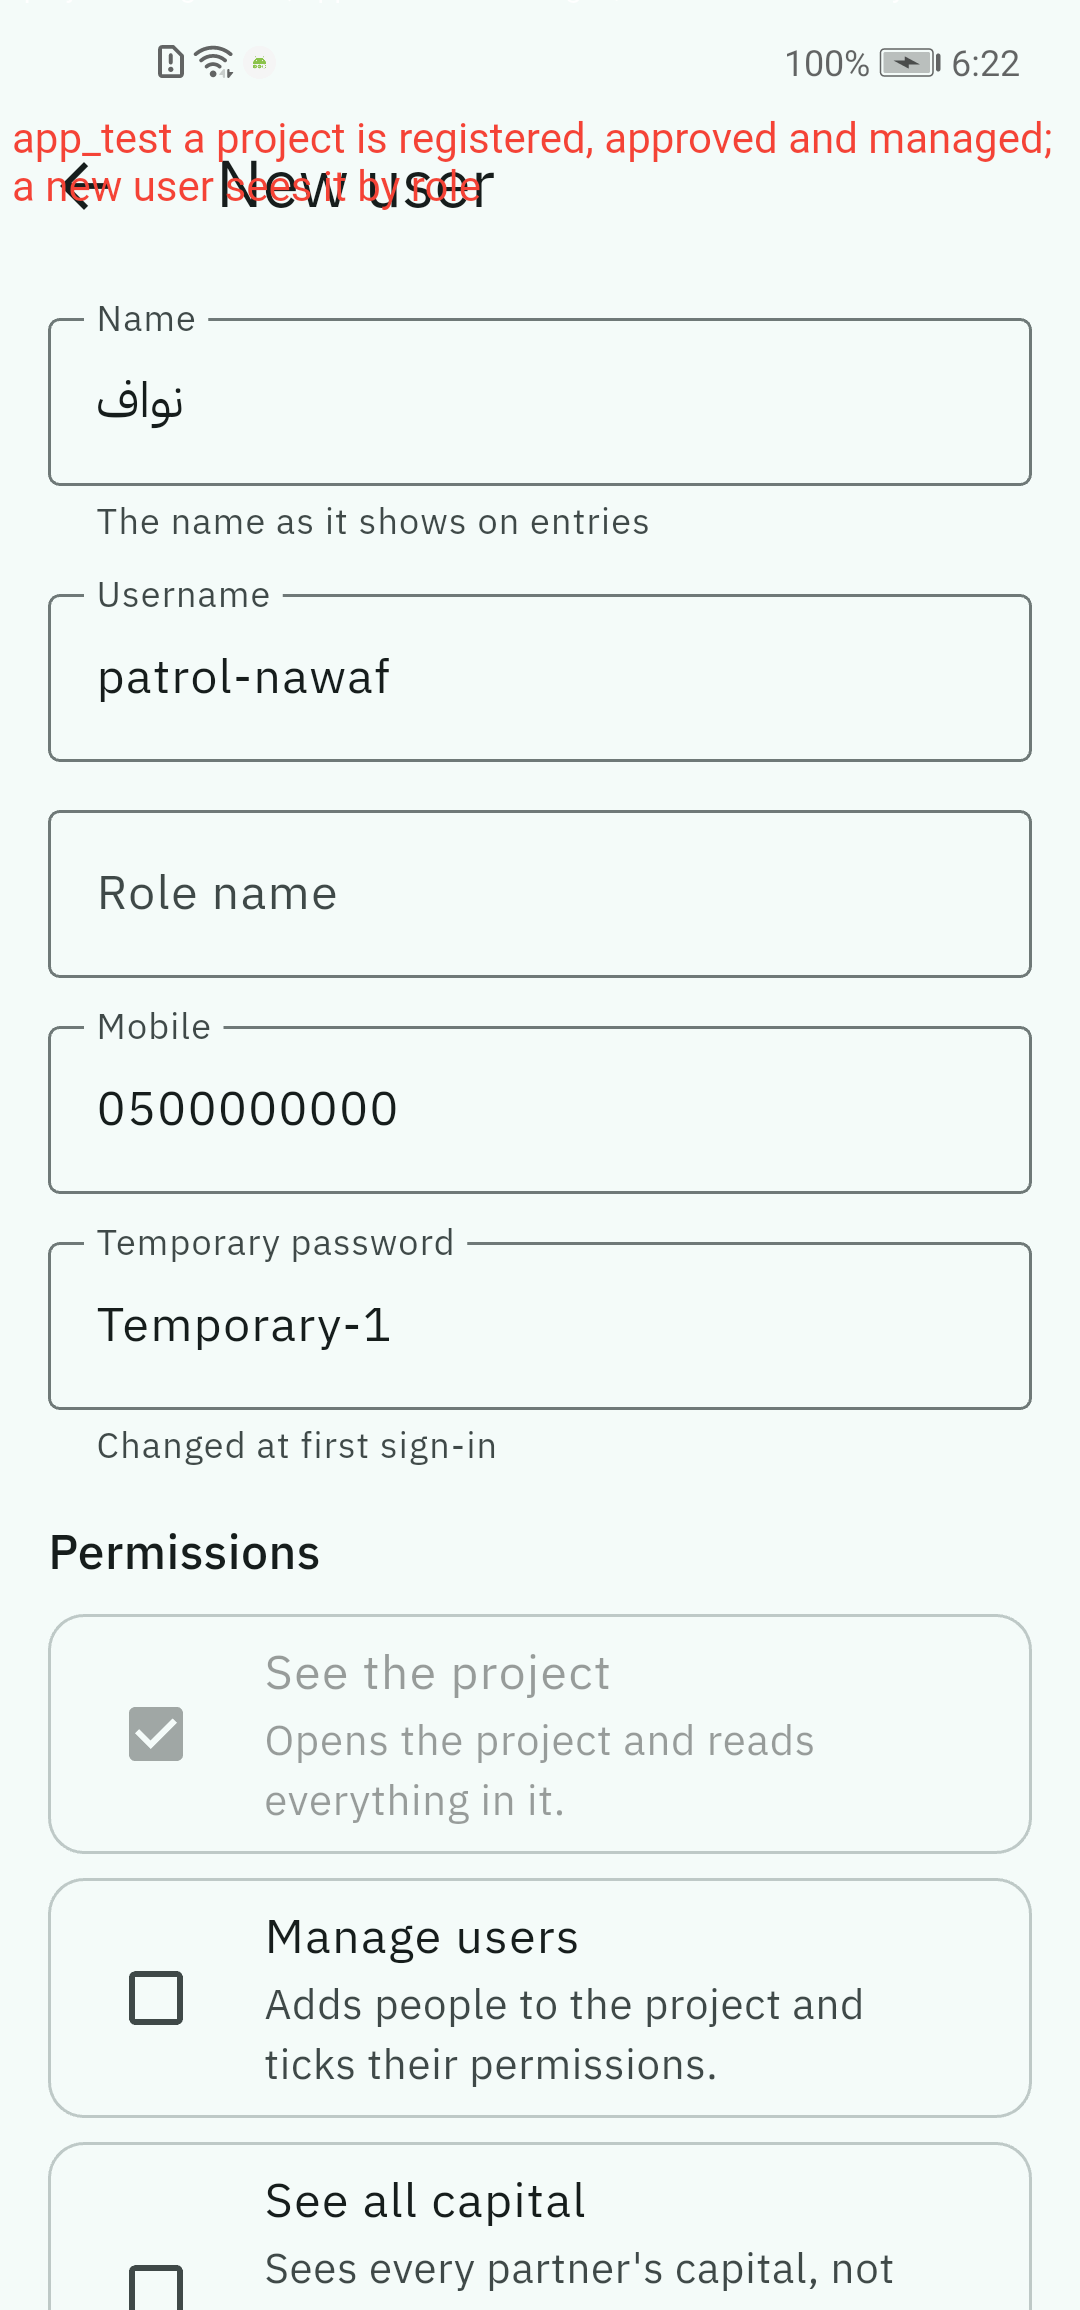 100% 6:22
app_test a project is registered, approved and managed;
a new user sees it by role
New user
Name
نواف
The name as it shows on entries
Username
patrol-nawaf
Role name
Mobile
0500000000
Temporary password
Temporary-1
Changed at first sign-in
Permissions
See the project
Opens the project and reads
everything in it.
Manage users
Adds people to the project and
ticks their permissions.
See all capital
Sees every partner's capital, not